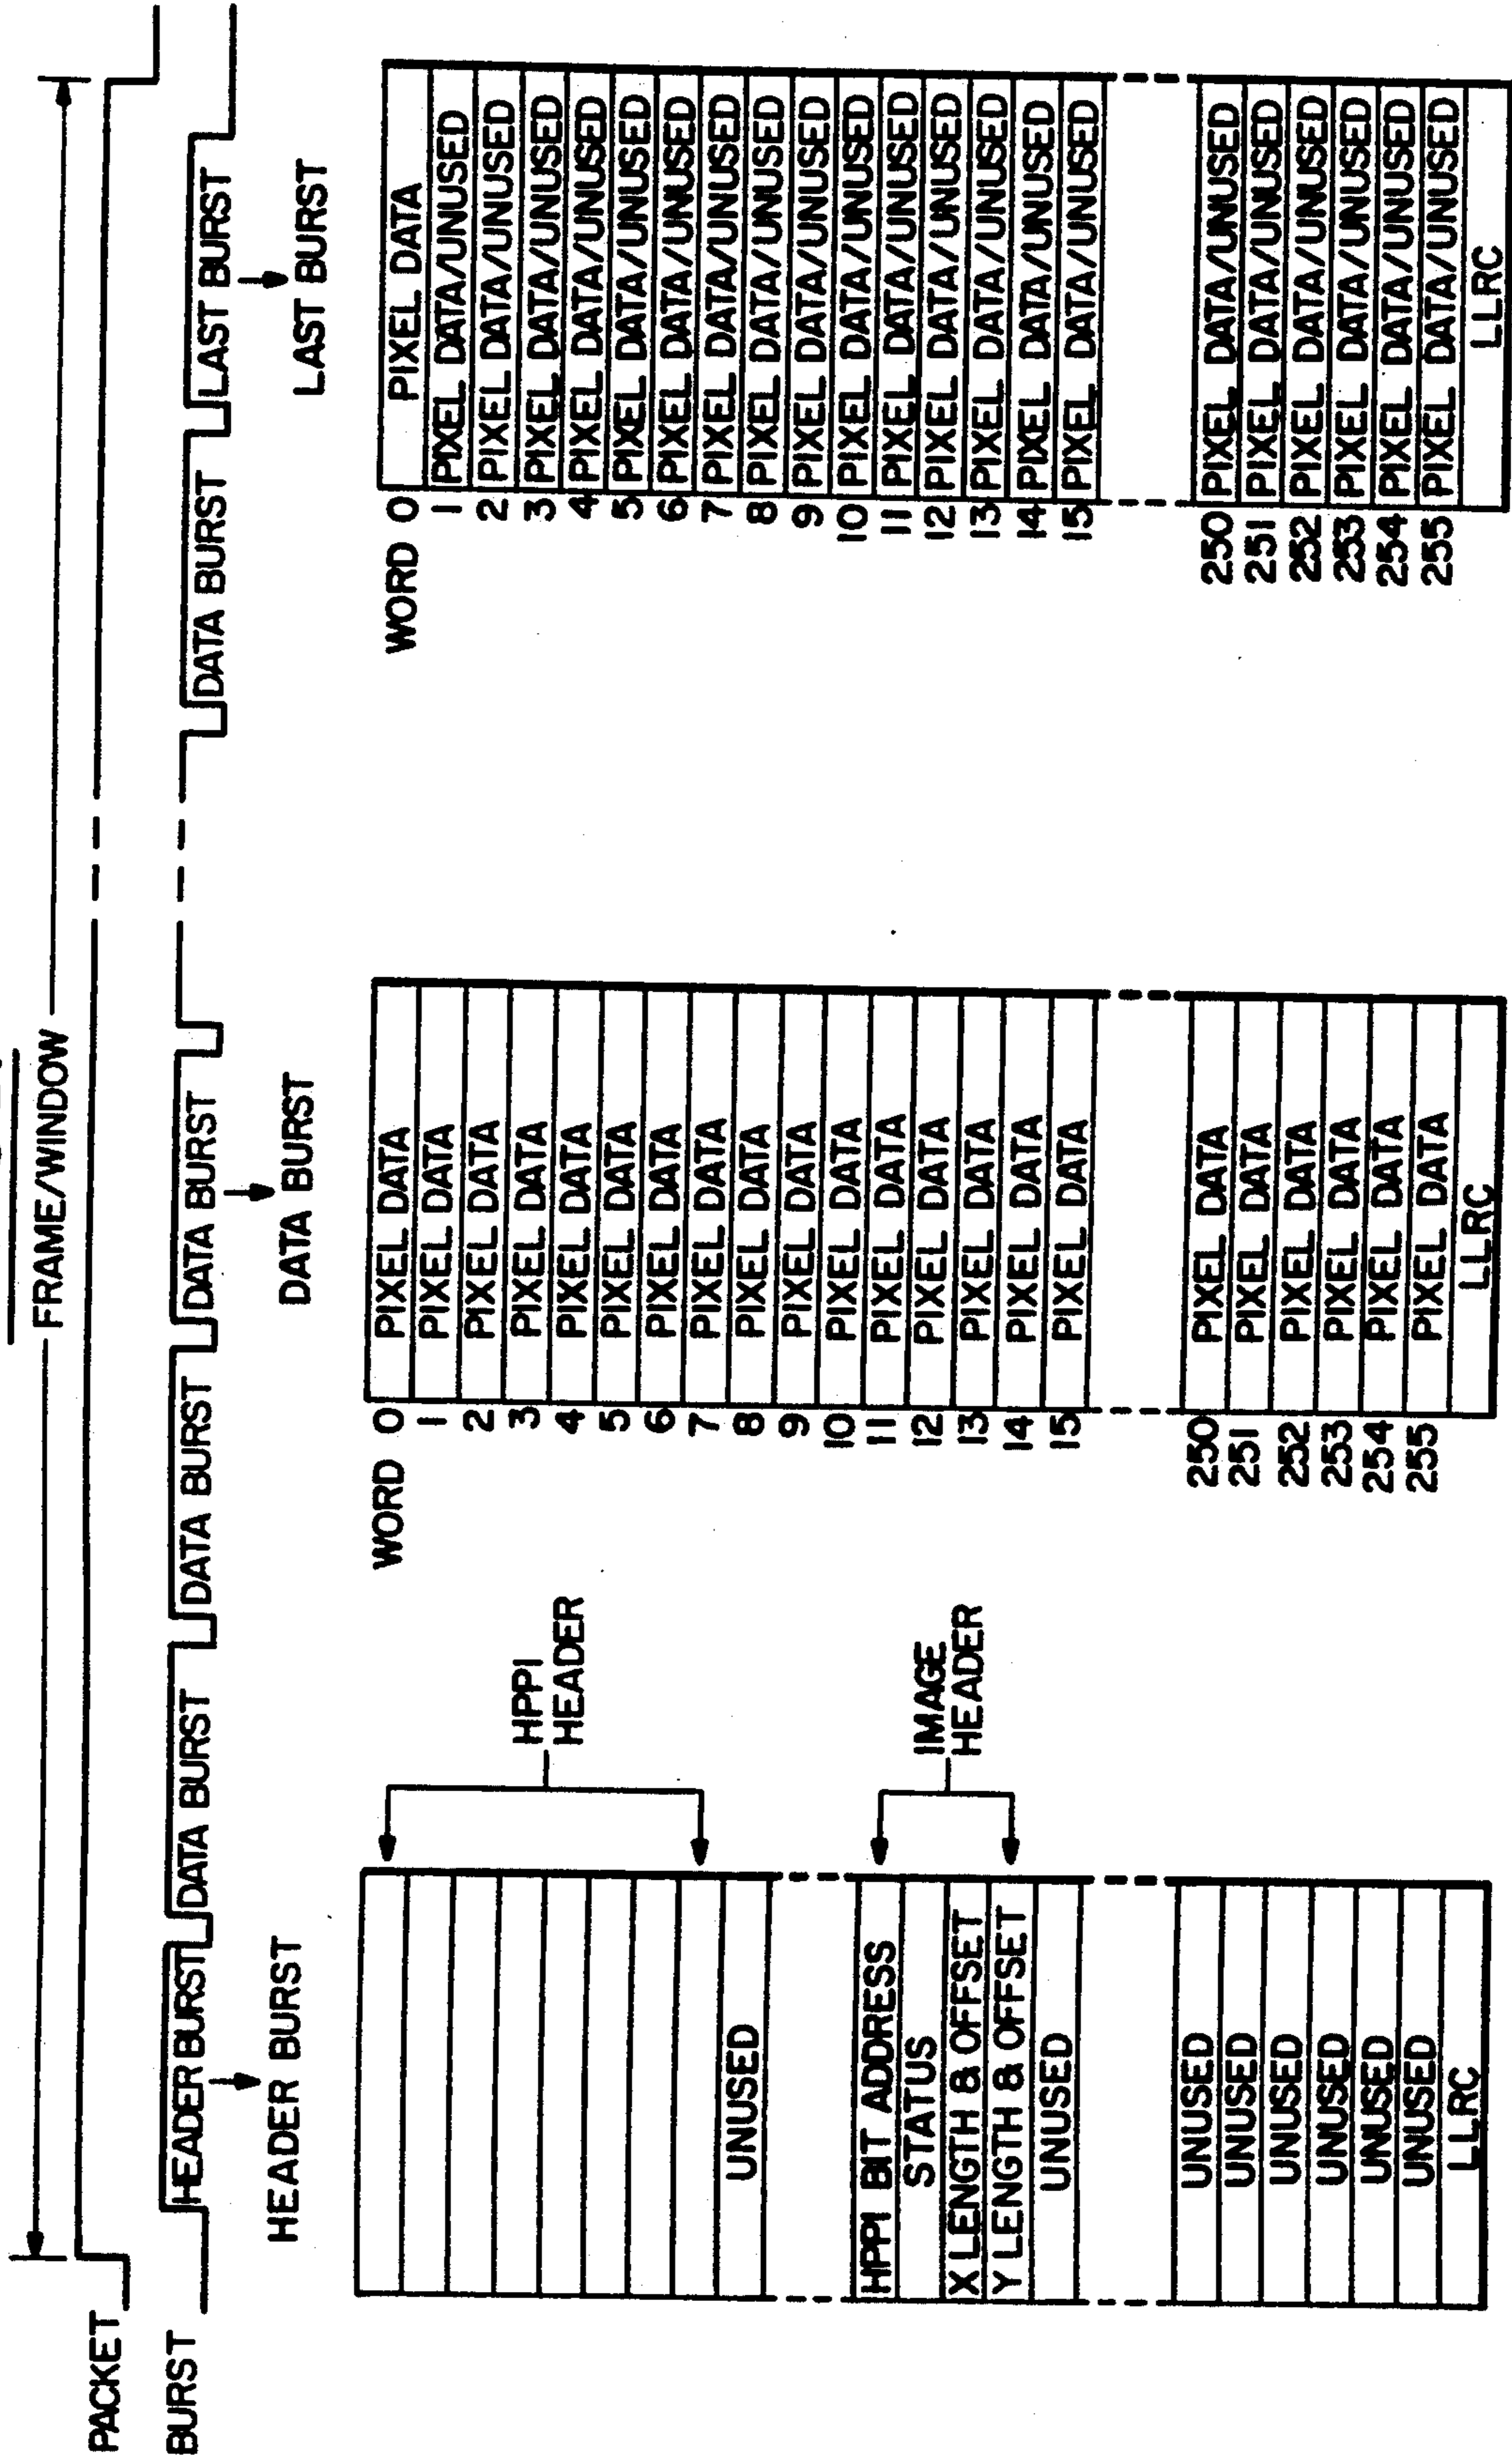 FRAME/WINDOW
PACKET
BURST
HEADER BURST
DATA BURST
DATA BURST
DATA BURST
DATA BURST
LAST BURST
HEADER BURST
UNUSED
HPPI BIT ADDRESS
STATUS
X LENGTH & OFFSET
Y LENGTH & OFFSET
UNUSED
UNUSED
UNUSED
UNUSED
UNUSED
UNUSED
UNUSED
LLRC
HPPI
HEADER
IMAGE
HEADER
DATA BURST
WORD 0 PIXEL DATA
1 PIXEL DATA
2 PIXEL DATA
3 PIXEL DATA
4 PIXEL DATA
5 PIXEL DATA
6 PIXEL DATA
7 PIXEL DATA
8 PIXEL DATA
9 PIXEL DATA
10 PIXEL DATA
11 PIXEL DATA
12 PIXEL DATA
13 PIXEL DATA
14 PIXEL DATA
15 PIXEL DATA
250 PIXEL DATA
251 PIXEL DATA
252 PIXEL DATA
253 PIXEL DATA
254 PIXEL DATA
255 PIXEL DATA
LLRC
LAST BURST
WORD 0 PIXEL DATA
1 PIXEL DATA/UNUSED
2 PIXEL DATA/UNUSED
3 PIXEL DATA/UNUSED
4 PIXEL DATA/UNUSED
5 PIXEL DATA/UNUSED
6 PIXEL DATA/UNUSED
7 PIXEL DATA/UNUSED
8 PIXEL DATA/UNUSED
9 PIXEL DATA/UNUSED
10 PIXEL DATA/UNUSED
11 PIXEL DATA/UNUSED
12 PIXEL DATA/UNUSED
13 PIXEL DATA/UNUSED
14 PIXEL DATA/UNUSED
15 PIXEL DATA/UNUSED
250 PIXEL DATA/UNUSED
251 PIXEL DATA/UNUSED
252 PIXEL DATA/UNUSED
253 PIXEL DATA/UNUSED
254 PIXEL DATA/UNUSED
255 PIXEL DATA/UNUSED
LLRC